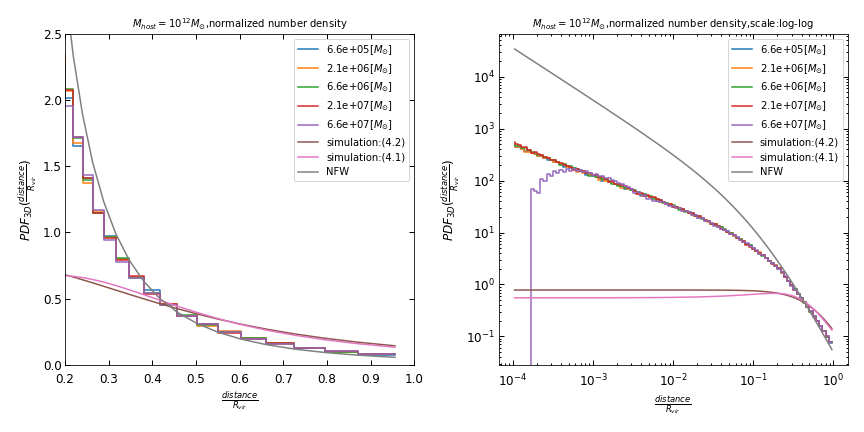 M_host = 10^12 M_⊙,normalized number density
2.5
2.0
1.5
1.0
0.5
0.0
0.2 0.3 0.4 0.5 0.6 0.7 0.8 0.9 1.0
PDF_3D(distance/R_vir)
distance/R_vir
6.6e+05[M_⊙]
2.1e+06[M_⊙]
6.6e+06[M_⊙]
2.1e+07[M_⊙]
6.6e+07[M_⊙]
simulation:(4.2)
simulation:(4.1)
NFW
M_host = 10^12 M_⊙,normalized number density,scale:log-log
10^4
10^3
10^2
10^1
10^0
10^−1
10^−4 10^−3 10^−2 10^−1 10^0
PDF_3D(distance/R_vir)
distance/R_vir
6.6e+05[M_⊙]
2.1e+06[M_⊙]
6.6e+06[M_⊙]
2.1e+07[M_⊙]
6.6e+07[M_⊙]
simulation:(4.2)
simulation:(4.1)
NFW